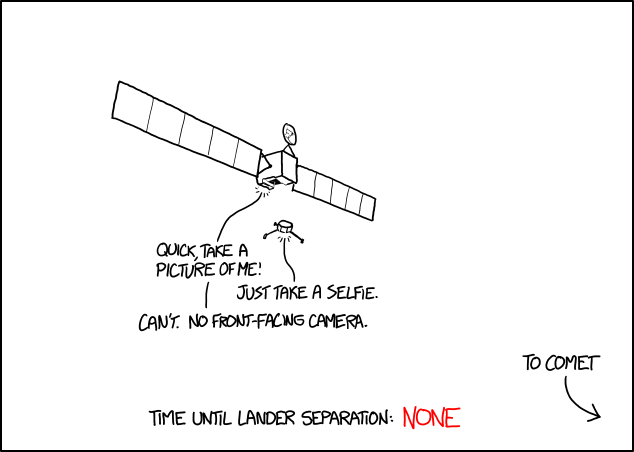 QUICK, TAKE A
PICTURE OF ME!
JUST TAKE A SELFIE.
CAN'T. NO FRONT-FACING CAMERA.
TO COMET
TIME UNTIL LANDER SEPARATION: NONE